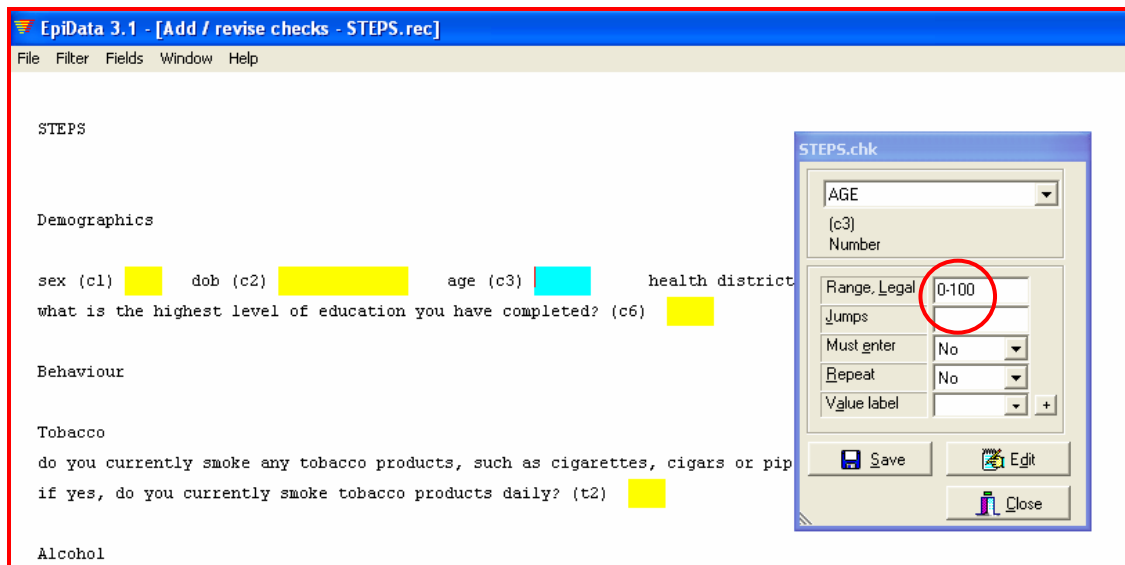 EpiData 3.1 - [Add / revise checks - STEPS.rec]
File Filter Fields Window Help
STEPS
Demographics
sex (c1) dob (c2) age (c3) health district
what is the highest level of education you have completed? (c6)
Behaviour
Tobacco
do you currently smoke any tobacco products, such as cigarettes, cigars or pip
if yes, do you currently smoke tobacco products daily? (t2)
Alcohol
STEPS.chk
AGE
(c3)
Number
Range, Legal 0-100
Jumps
Must enter No
Repeat No
Value label +
Save Edit
Close